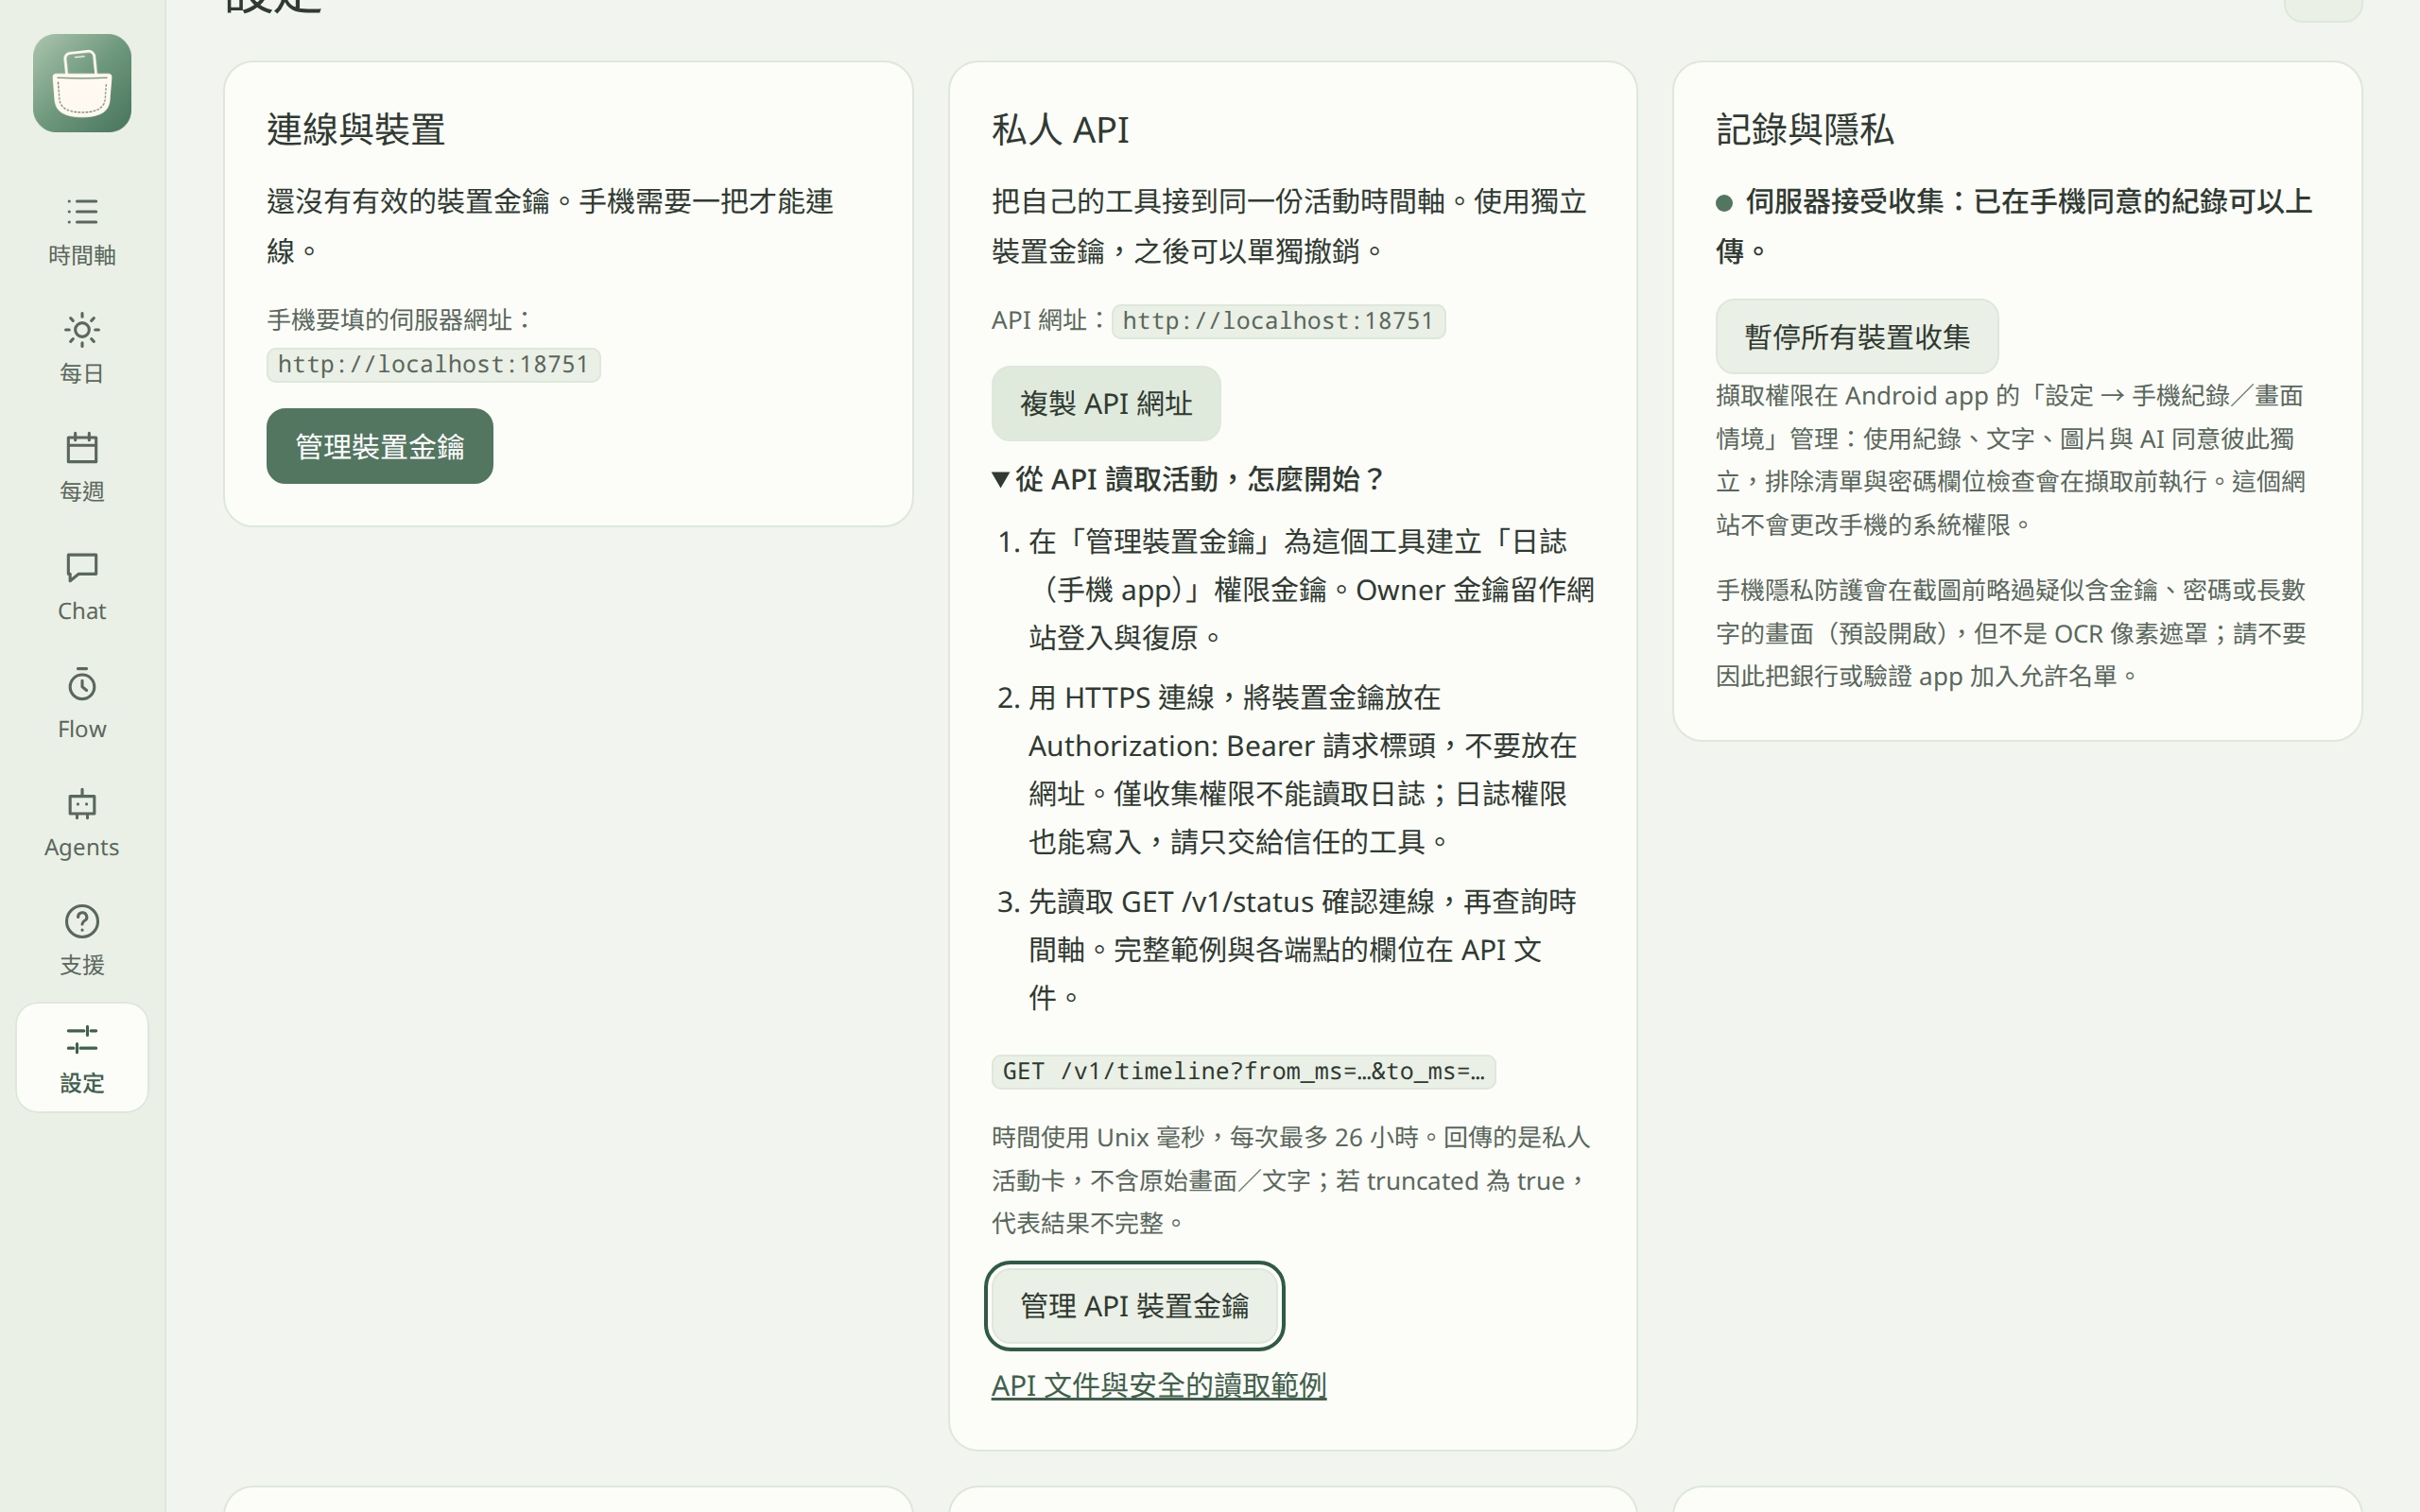 設定
時間軸
每日
每週
Chat
Flow
Agents
支援
設定
連線與裝置
還沒有有效的裝置金鑰。手機需要一把才能連
線。
手機要填的伺服器網址：
http://localhost:18751
管理裝置金鑰
私人 API
把自己的工具接到同一份活動時間軸。使用獨立
裝置金鑰，之後可以單獨撤銷。
API 網址：http://localhost:18751
複製 API 網址
▼從 API 讀取活動，怎麼開始？
1. 在「管理裝置金鑰」為這個工具建立「日誌
（手機 app）」權限金鑰。Owner 金鑰留作網
站登入與復原。
2. 用 HTTPS 連線，將裝置金鑰放在
Authorization: Bearer 請求標頭，不要放在
網址。僅收集權限不能讀取日誌；日誌權限
也能寫入，請只交給信任的工具。
3. 先讀取 GET /v1/status 確認連線，再查詢時
間軸。完整範例與各端點的欄位在 API 文
件。
GET /v1/timeline?from_ms=…&to_ms=…
時間使用 Unix 毫秒，每次最多 26 小時。回傳的是私人
活動卡，不含原始畫面／文字；若 truncated 為 true，
代表結果不完整。
管理 API 裝置金鑰
API 文件與安全的讀取範例
記錄與隱私
伺服器接受收集：已在手機同意的紀錄可以上
傳。
暫停所有裝置收集
擷取權限在 Android app 的「設定 → 手機紀錄／畫面
情境」管理：使用紀錄、文字、圖片與 AI 同意彼此獨
立，排除清單與密碼欄位檢查會在擷取前執行。這個網
站不會更改手機的系統權限。
手機隱私防護會在截圖前略過疑似含金鑰、密碼或長數
字的畫面（預設開啟），但不是 OCR 像素遮罩；請不要
因此把銀行或驗證 app 加入允許名單。